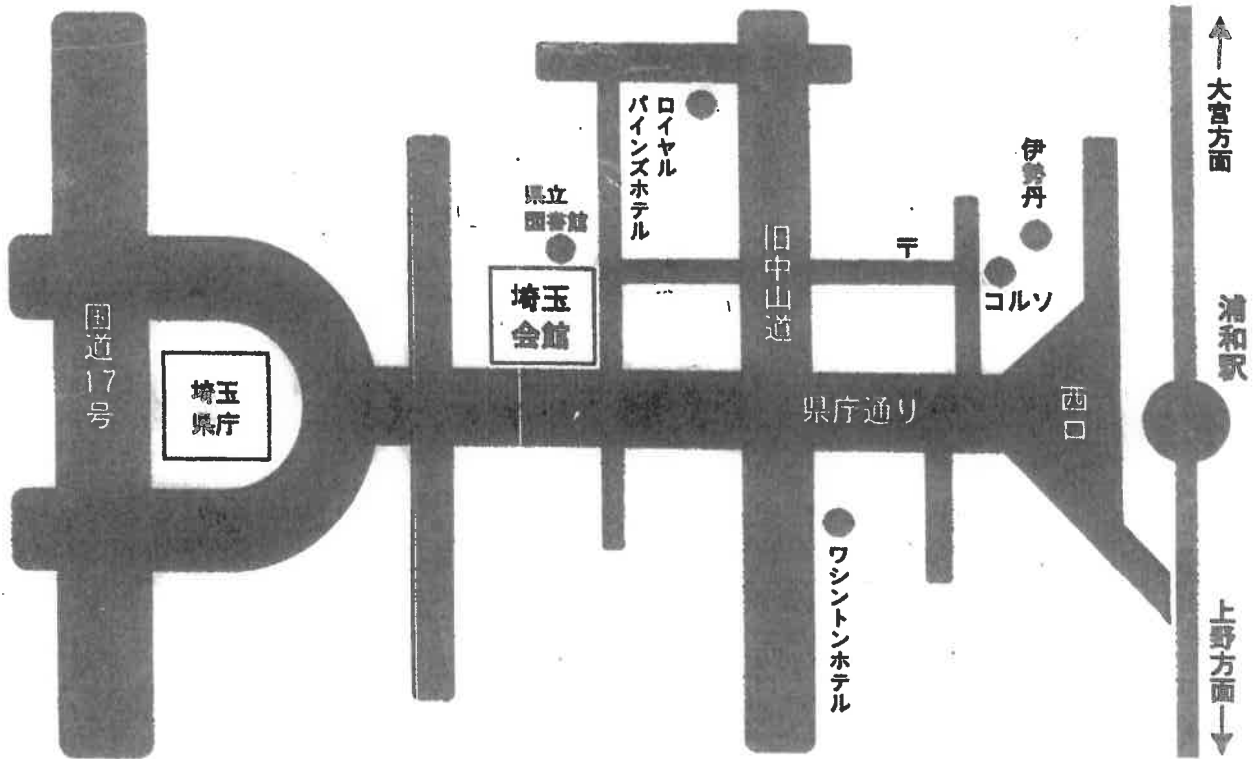 大宮方面
ロイヤル
パインズホテル
伊勢丹
県立
図書館
旧中山道
〒
コルソ
埼玉
会館
国道17号
浦和駅
埼玉
県庁
県庁通り
西口
ワシントンホテル
上野方面